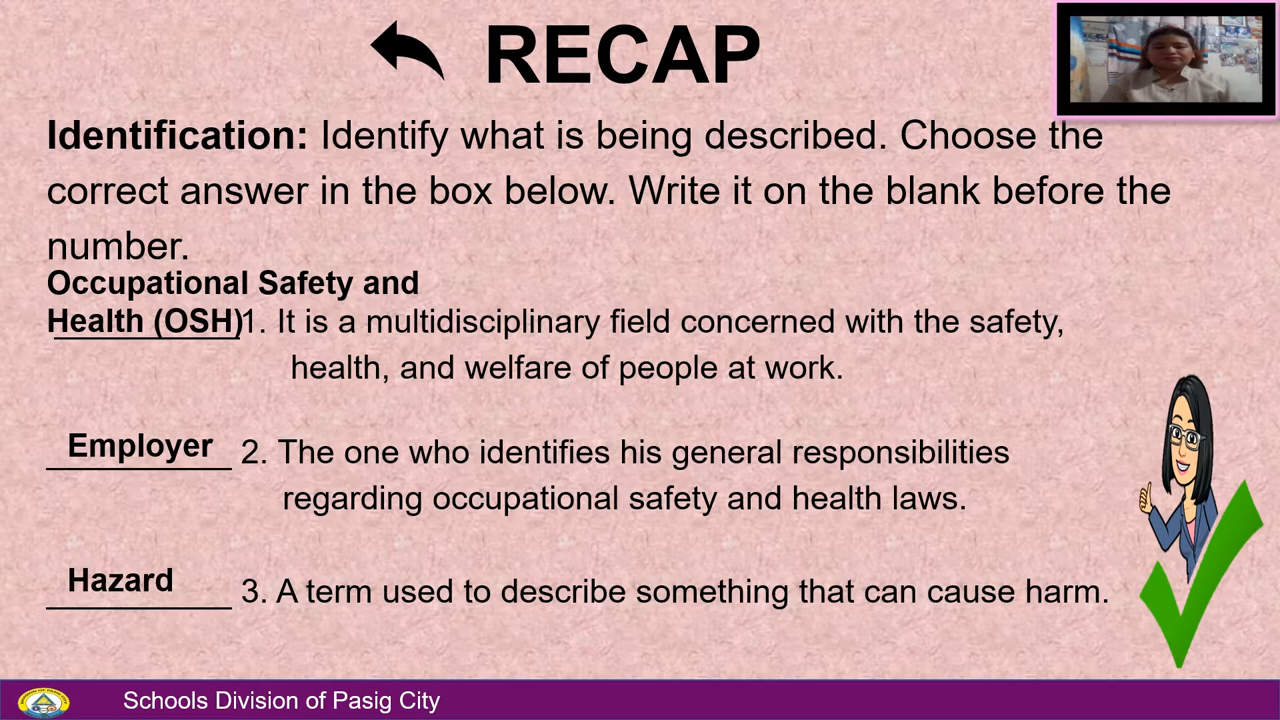 RECAP
Identification: Identify what is being described. Choose the
correct answer in the box below. Write it on the blank before the
number.
Occupational Safety and
Health (OSH) 1. It is a multidisciplinary field concerned with the safety,
health, and welfare of people at work.
Employer 2. The one who identifies his general responsibilities
regarding occupational safety and health laws.
Hazard 3. A term used to describe something that can cause harm.
Schools Division of Pasig City